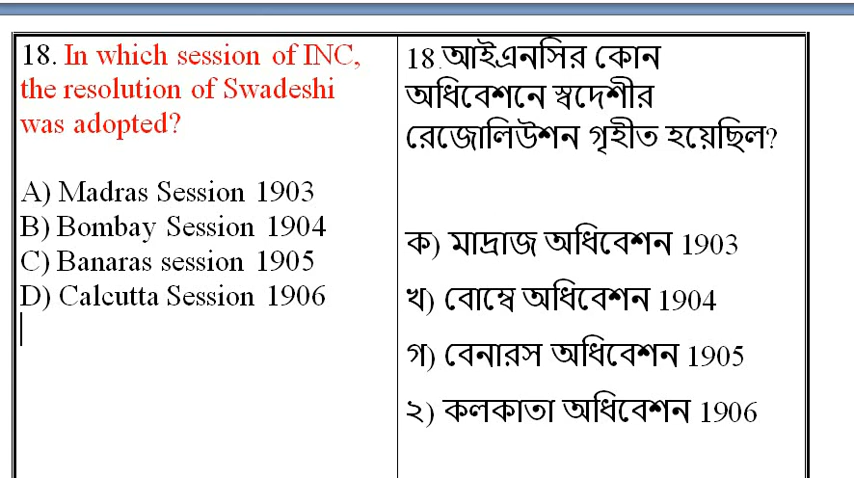 18. In which session of INC,
the resolution of Swadeshi
was adopted?
A) Madras Session 1903
B) Bombay Session 1904
C) Banaras session 1905
D) Calcutta Session 1906
18.আইএনসির কোন
অধিবেশনে স্বদেশীর
রেজোলিউশন গৃহীত হয়েছিল?
ক) মাদ্রাজ অধিবেশন 1903
খ) বোম্বে অধিবেশন 1904
গ) বেনারস অধিবেশন 1905
২) কলকাতা অধিবেশন 1906